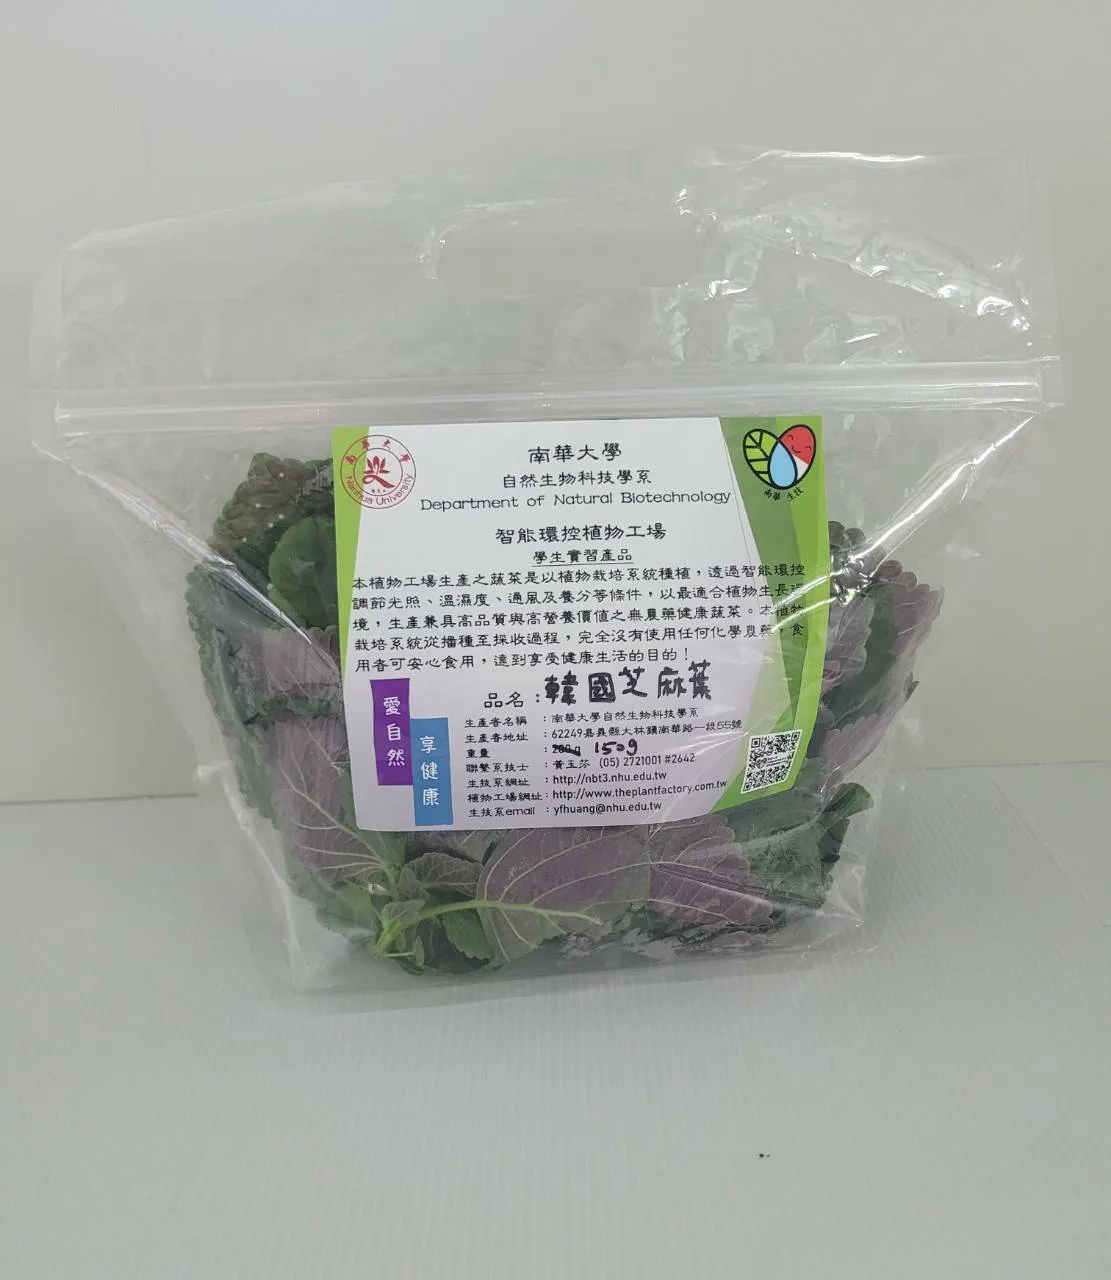 南華大學
Nanhua University
南華大學
自然生物科技學系
Department of Natural Biotechnology
南華 生技
智能環控植物工場
學生實習產品
本植物工場生產之蔬菜是以植物栽培系統種植，透過智能環控
調節光照、溫濕度、通風及養分等條件，以最適合植物生長環
境，生產兼具高品質與高營養價值之無農藥健康蔬菜。本植物
栽培系統從播種至採收過程，完全沒有使用任何化學農藥，食
用者可安心食用，達到享受健康生活的目的！
愛自然
享健康
品名：韓國芝麻葉
生產者名稱 ：南華大學自然生物科技學系
生產者地址 ：62249嘉義縣大林鎮南華路一段55號
重量 ：200g 150g
聯繫系技士 ：黃玉芬 (05) 2721001 #2642
生技系網址 ：http://nbt3.nhu.edu.tw
植物工場網址：http://www.theplantfactory.com.tw
生技系email ：yfhuang@nhu.edu.tw